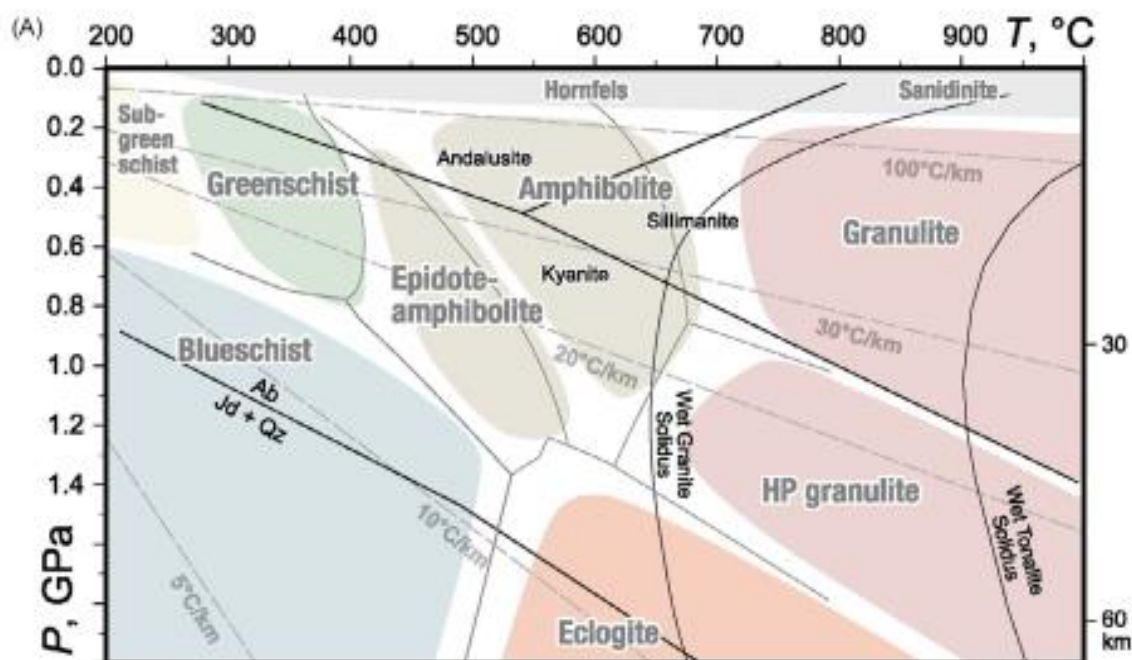 (A)
200 300 400 500 600 700 800 900 T, °C
0.0
0.2
0.4
0.6
0.8
1.0
1.2
1.4
P, GPa
Hornfels
Sanidinite
Sub-
green
schist
Greenschist
Andalusite
Amphibolite
Sillimanite
100°C/km
Granulite
Kyanite
Epidote-
amphibolite
Blueschist
20°C/km
30°C/km
30
Ab
Jd + Qz
Wet Granite
Solidus
HP granulite
Wet Tonalite
Solidus
10°C/km
5°C/km
Eclogite
60
km